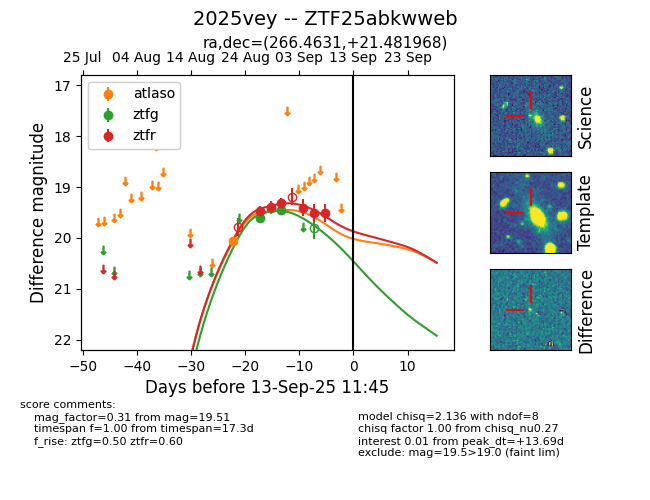 2025vey -- ZTF25abkwweb
ra,dec=(266.4631,+21.481968)
25 Jul 04 Aug 14 Aug 24 Aug 03 Sep 13 Sep 23 Sep
17
18
19
20
21
22
Difference magnitude
atlaso
ztfg
ztfr
−50 −40 −30 −20 −10 0 10
Days before 13-Sep-25 11:45
Science
Template
Difference
score comments:
mag_factor=0.31 from mag=19.51
timespan f=1.00 from timespan=17.3d
f_rise: ztfg=0.50 ztfr=0.60
model chisq=2.136 with ndof=8
chisq factor 1.00 from chisq_nu0.27
interest 0.01 from peak_dt=+13.69d
exclude: mag=19.5>19.0 (faint lim)